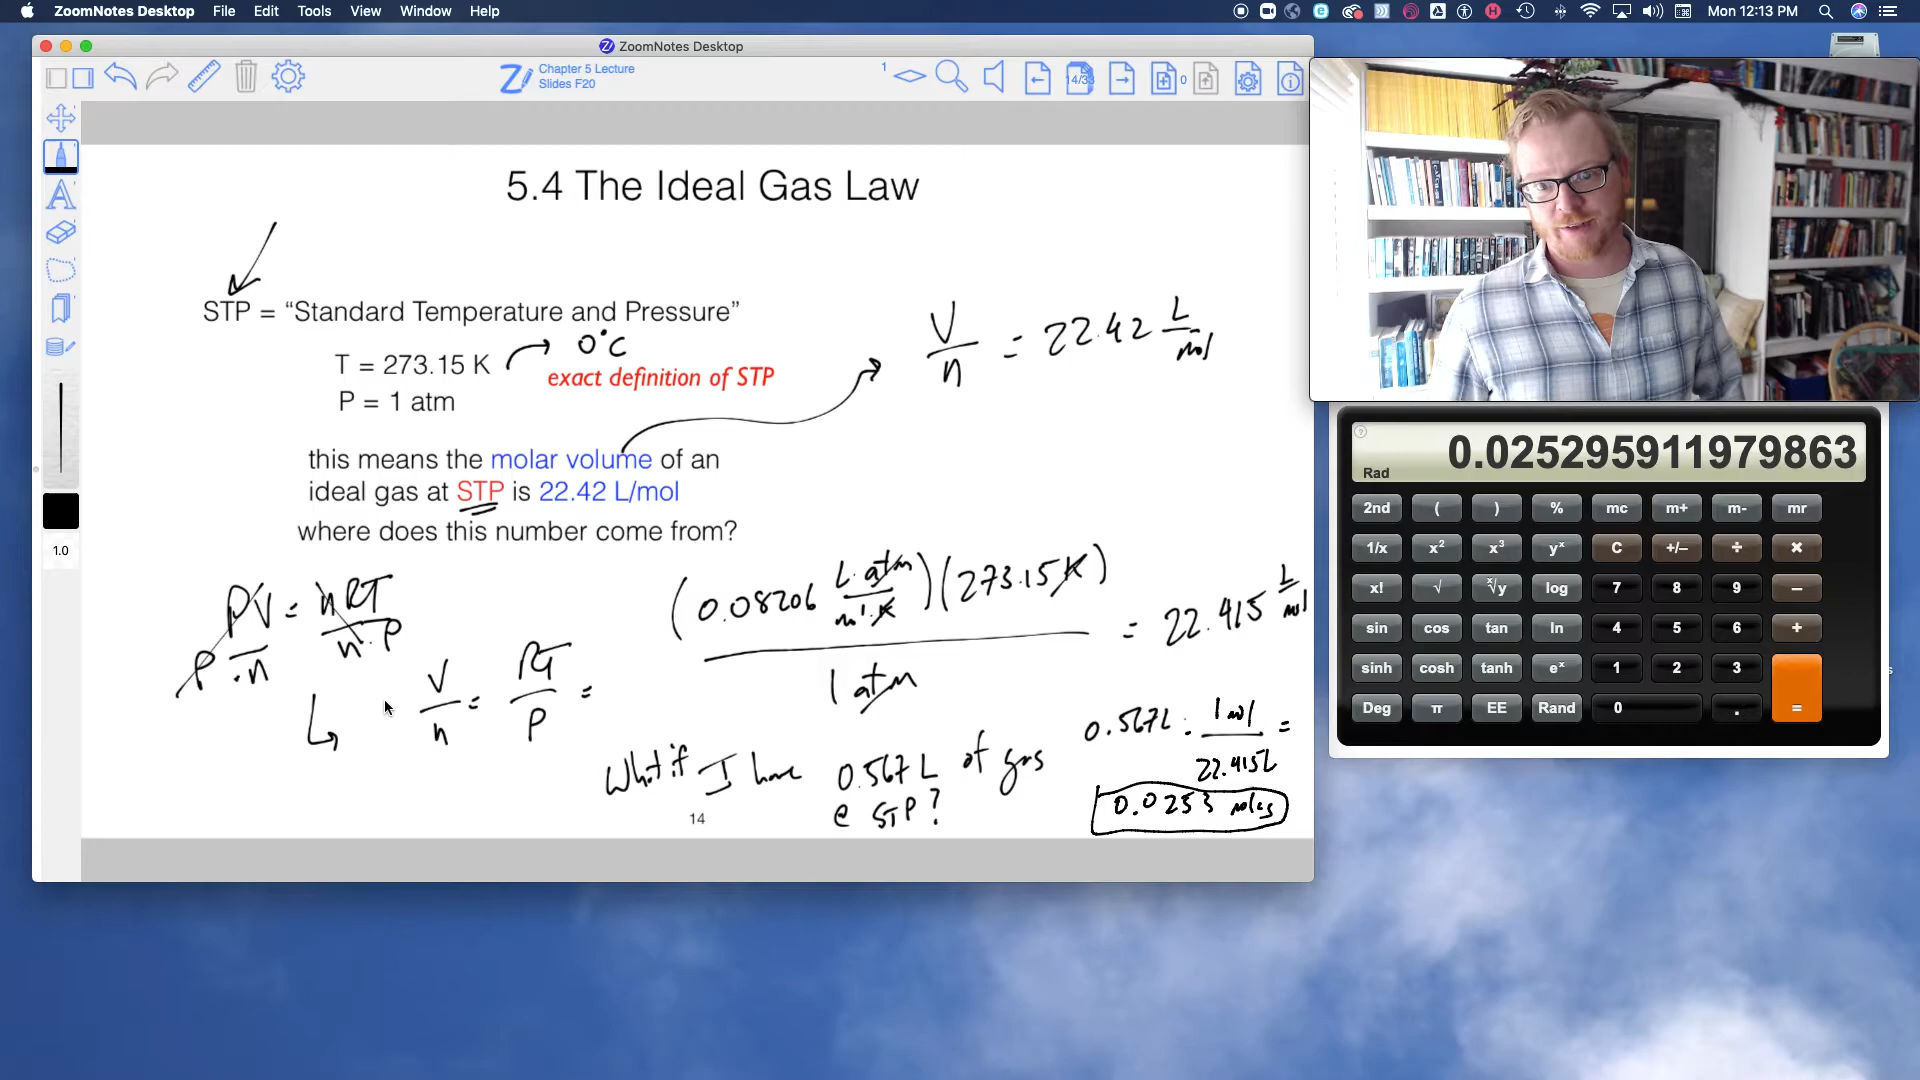 ZoomNotes Desktop File Edit Tools View Window Help Mon 12:13 PM
ZoomNotes Desktop
Chapter 5 Lecture
Slides F20
1
14/33
0
1.0
5.4 The Ideal Gas Law
STP = “Standard Temperature and Pressure”
T = 273.15 K
0°C
exact definition of STP
P = 1 atm
V/n = 22.42 L/mol
this means the molar volume of an
ideal gas at STP is 22.42 L/mol
where does this number come from?
PV/P·n = nRT/n·P
V/n = RT/P =
(0.08206 L·atm/mol·K)(273.15 K)/1 atm = 22.415 L/mol
What if I have 0.567 L of gas
@ STP?
0.567L · 1 mol/22.415L =
0.0253 moles
14
0.025295911979863
Rad
2nd ( ) % mc m+ m- mr
1/x x² x³ yˣ C +/– ÷ ×
x! √ ˣ√y log 7 8 9 –
sin cos tan ln 4 5 6 +
sinh cosh tanh eˣ 1 2 3
Deg π EE Rand 0 . =